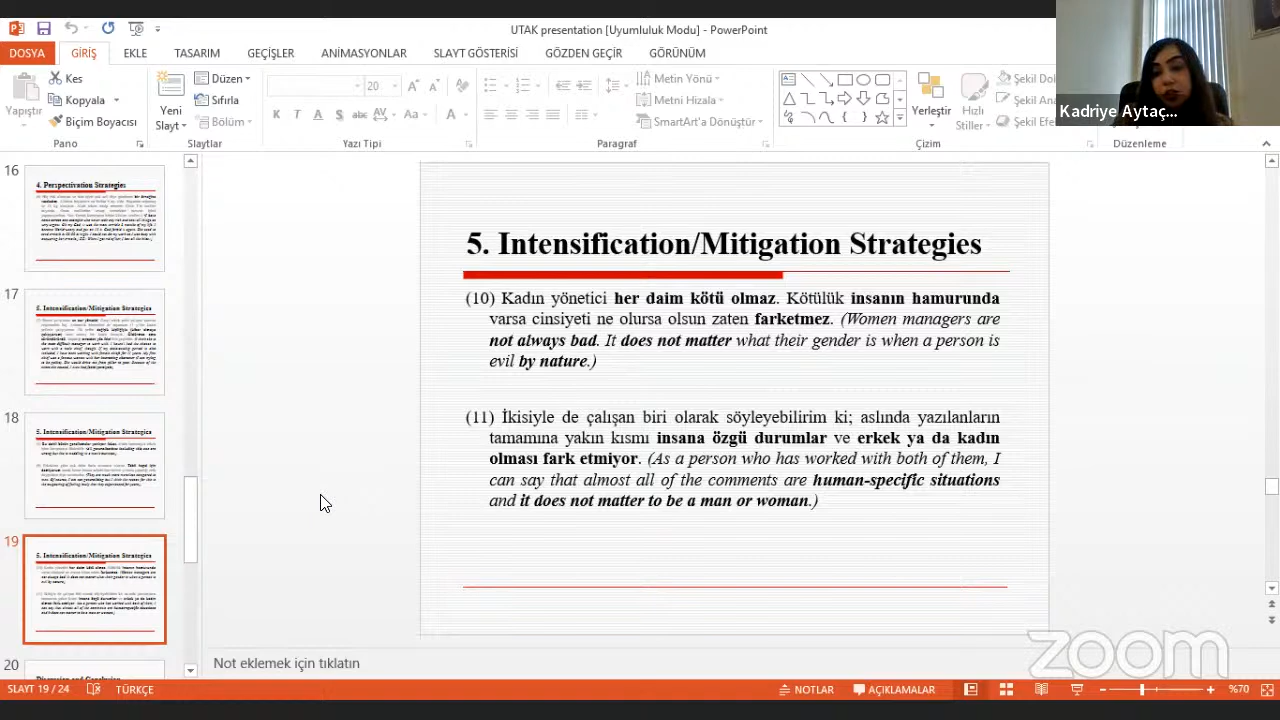 UTAK presentation [Uyumluluk Modu] - PowerPoint
DOSYA GİRİŞ EKLE TASARIM GEÇİŞLER ANİMASYONLAR SLAYT GÖSTERİSİ GÖZDEN GEÇİR GÖRÜNÜM
Yapıştır
Kes
Kopyala
Biçim Boyacısı
Pano
Yeni
Slayt
Düzen
Sıfırla
Bölüm
Slaytlar
20
Yazı Tipi
Metin Yönü
Metni Hizala
SmartArt'a Dönüştür
Paragraf
Yerleştir
Hızlı
Stiller
Şekil Dol
Şekil Ana
Şekil Efe
Çizim
Düzenleme
Kadriye Aytaç...
16
4. Perspectivation Strategies
17
5. Intensification/Mitigation Strategies
18
5. Intensification/Mitigation Strategies
19
5. Intensification/Mitigation Strategies
20
5. Intensification/Mitigation Strategies
(10) Kadın yönetici her daim kötü olmaz. Kötülük insanın hamurunda
varsa cinsiyeti ne olursa olsun zaten farketmez. (Women managers are
not always bad. It does not matter what their gender is when a person is
evil by nature.)
(11) İkisiyle de çalışan biri olarak söyleyebilirim ki; aslında yazılanların
tamamına yakın kısmı insana özgü durumlar ve erkek ya da kadın
olması fark etmiyor. (As a person who has worked with both of them, I
can say that almost all of the comments are human-specific situations
and it does not matter to be a man or woman.)
Not eklemek için tıklatın
zoom
SLAYT 19 / 24 TÜRKÇE NOTLAR AÇIKLAMALAR %70